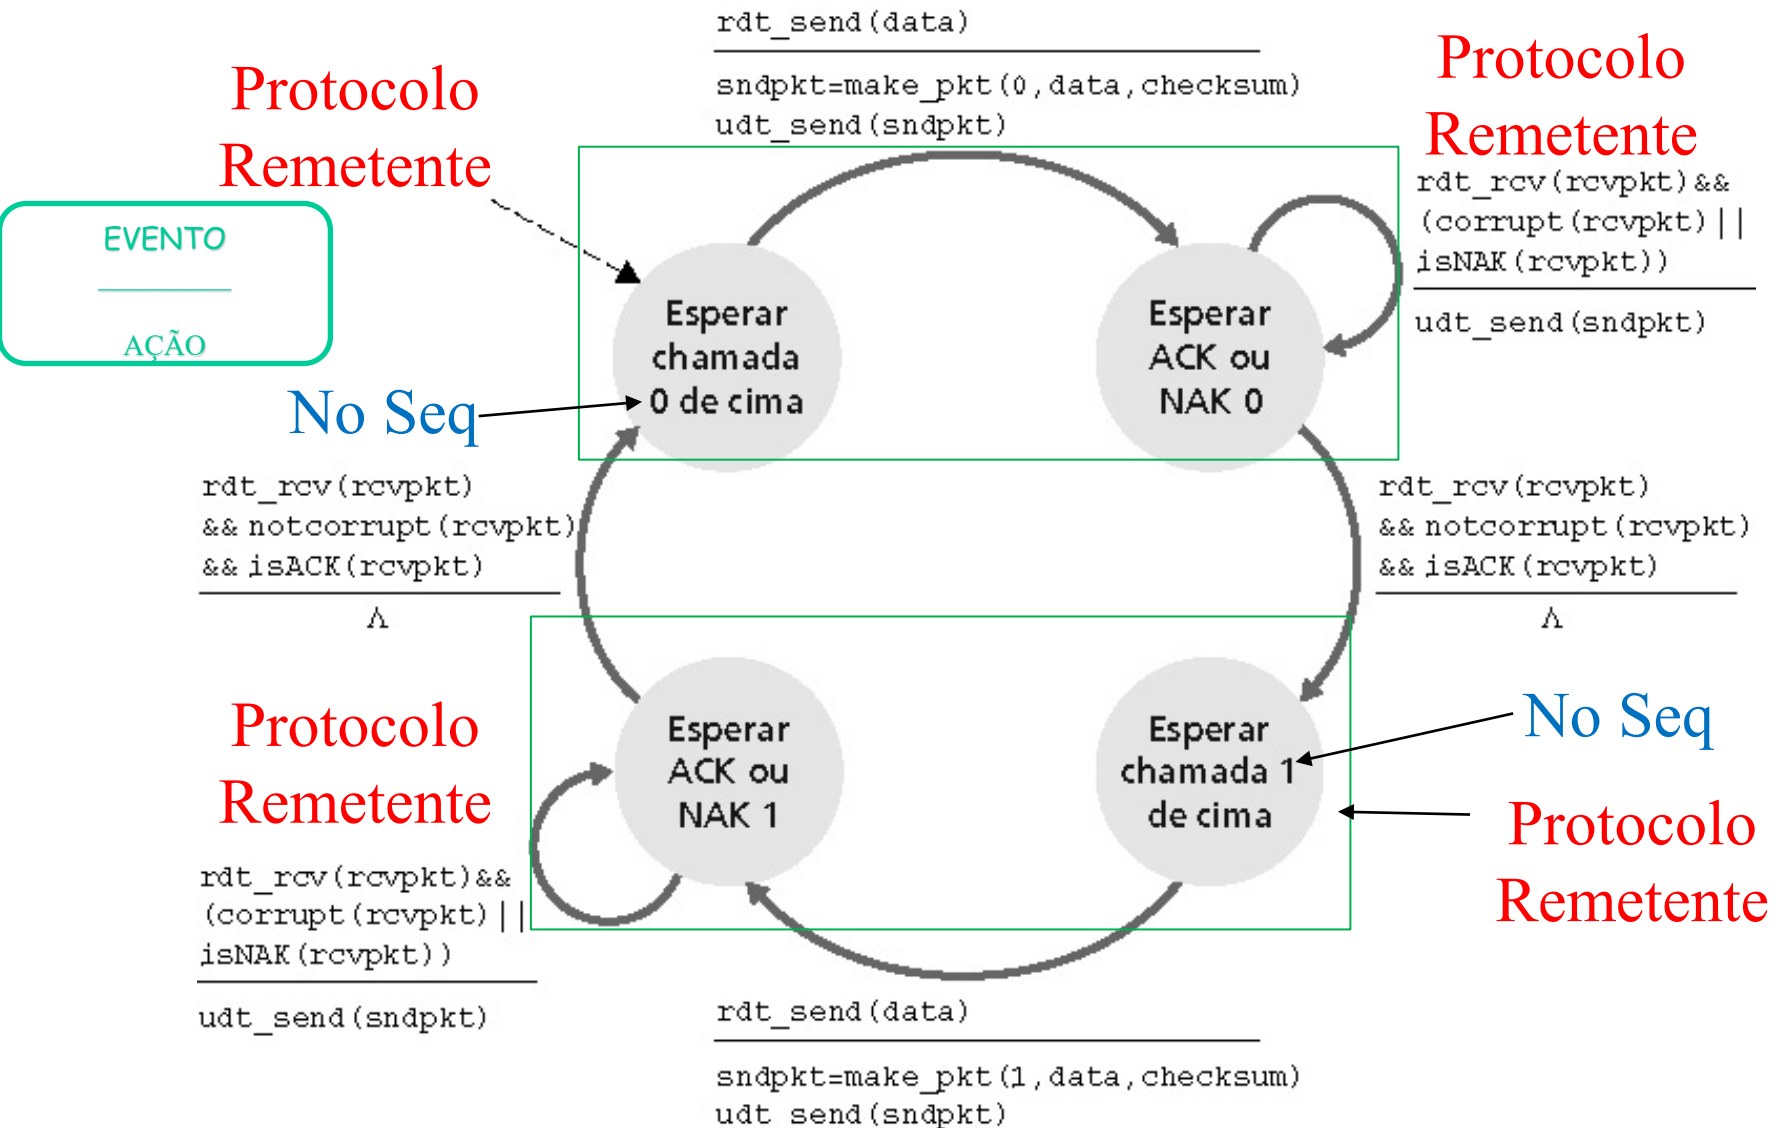 rdt_send(data)
sndpkt=make_pkt(0,data,checksum)
udt_send(sndpkt)
Protocolo
Remetente
Protocolo
Remetente
rdt_rcv(rcvpkt)&&
(corrupt(rcvpkt)||
isNAK(rcvpkt))
udt_send(sndpkt)
EVENTO
AÇÃO
Esperar
chamada
0 de cima
Esperar
ACK ou
NAK 0
No Seq
rdt_rcv(rcvpkt)
&& notcorrupt(rcvpkt)
&& isACK(rcvpkt)
Λ
rdt_rcv(rcvpkt)
&& notcorrupt(rcvpkt)
&& isACK(rcvpkt)
Λ
Protocolo
Remetente
Esperar
ACK ou
NAK 1
Esperar
chamada 1
de cima
No Seq
Protocolo
Remetente
rdt_rcv(rcvpkt)&&
(corrupt(rcvpkt)||
isNAK(rcvpkt))
udt_send(sndpkt)
rdt_send(data)
sndpkt=make_pkt(1,data,checksum)
udt send(sndpkt)